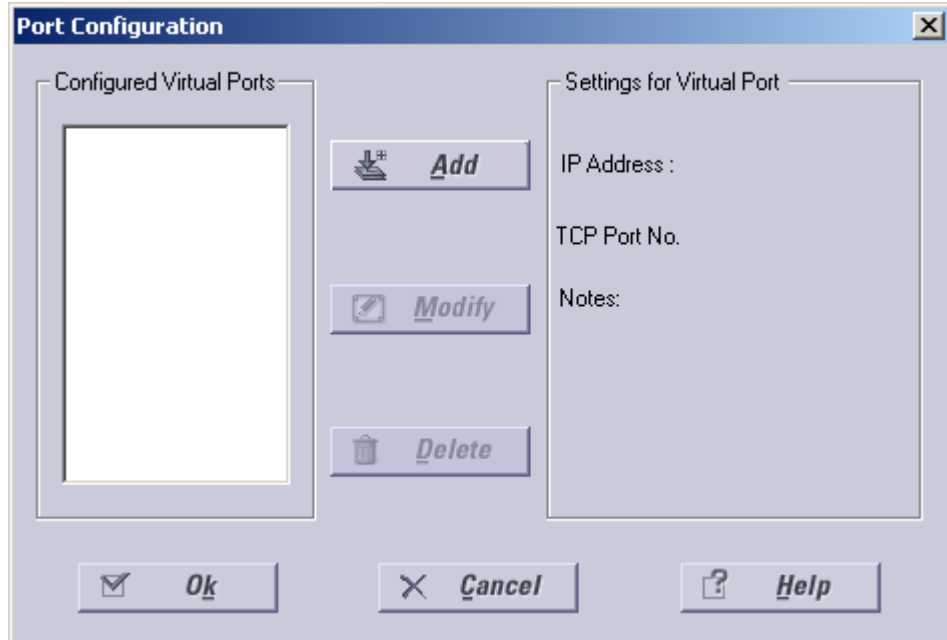 Port Configuration
Configured Virtual Ports
Add
Modify
Delete
Settings for Virtual Port
IP Address :
TCP Port No.
Notes:
Ok
Cancel
Help